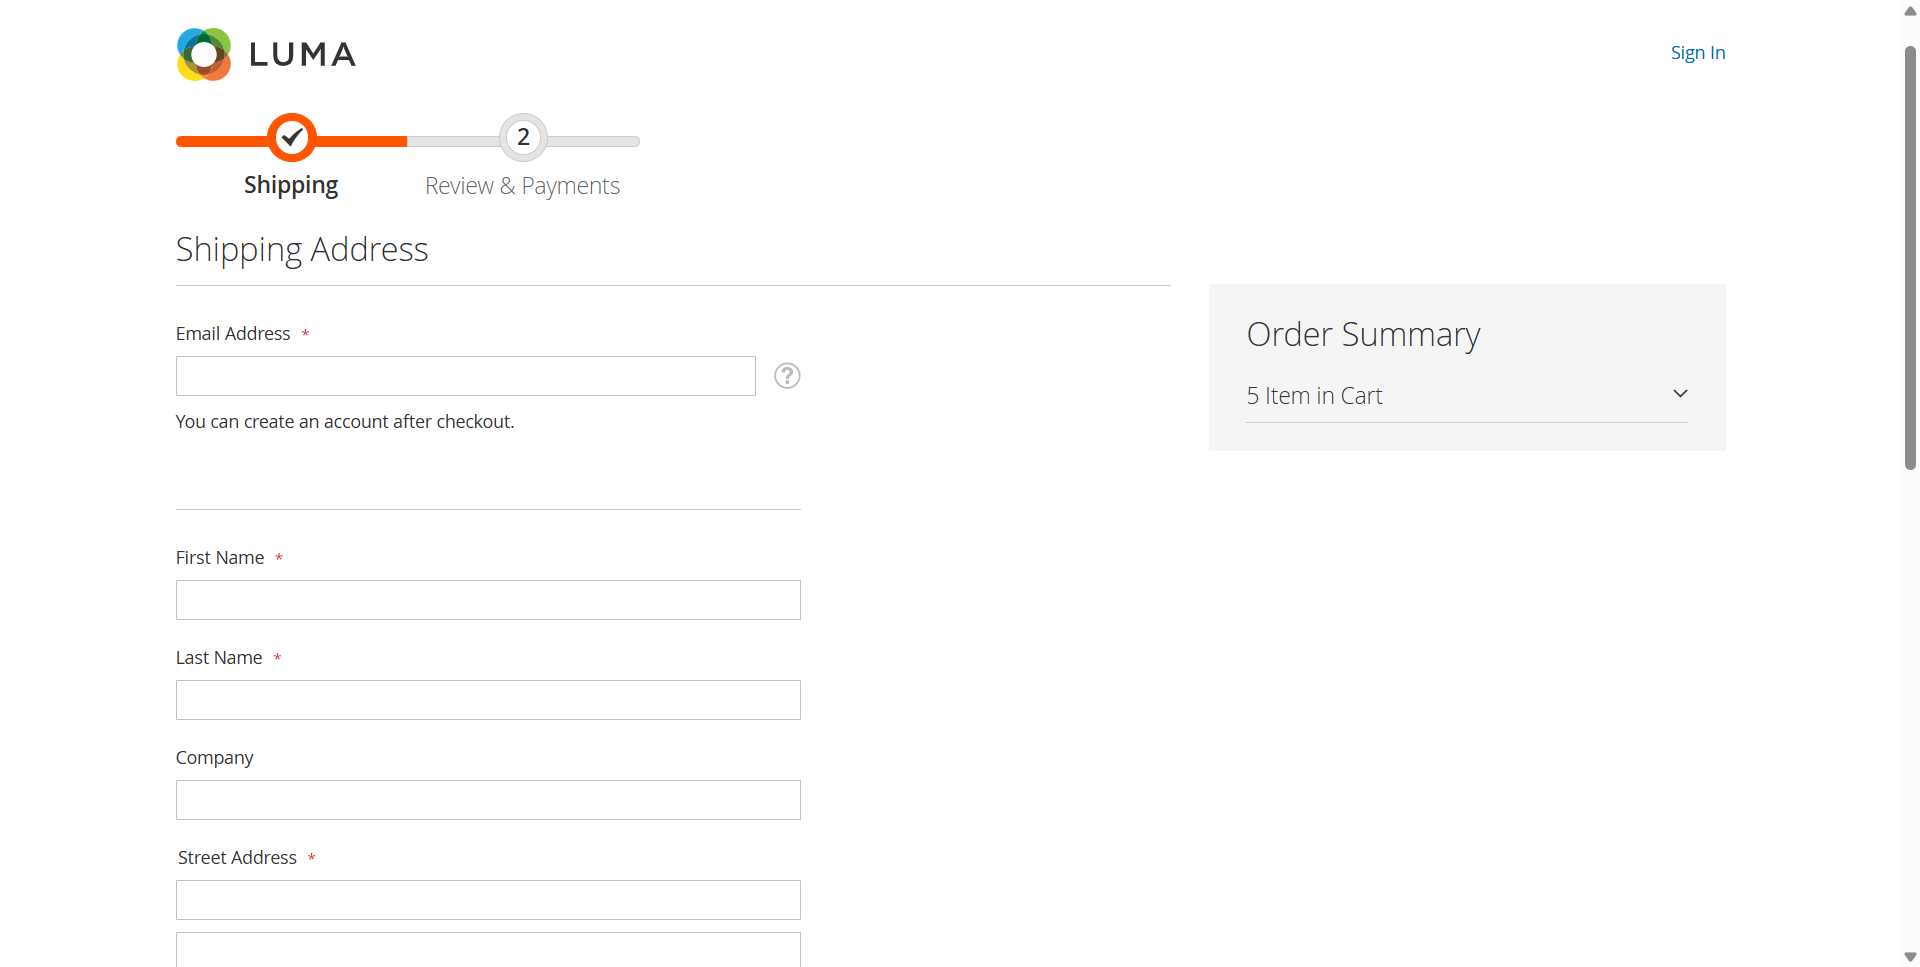 LUMA
Sign In
2
Shipping
Review & Payments
Shipping Address
Email Address *
You can create an account after checkout.
Order Summary
5 Item in Cart
First Name *
Last Name *
Company
Street Address *